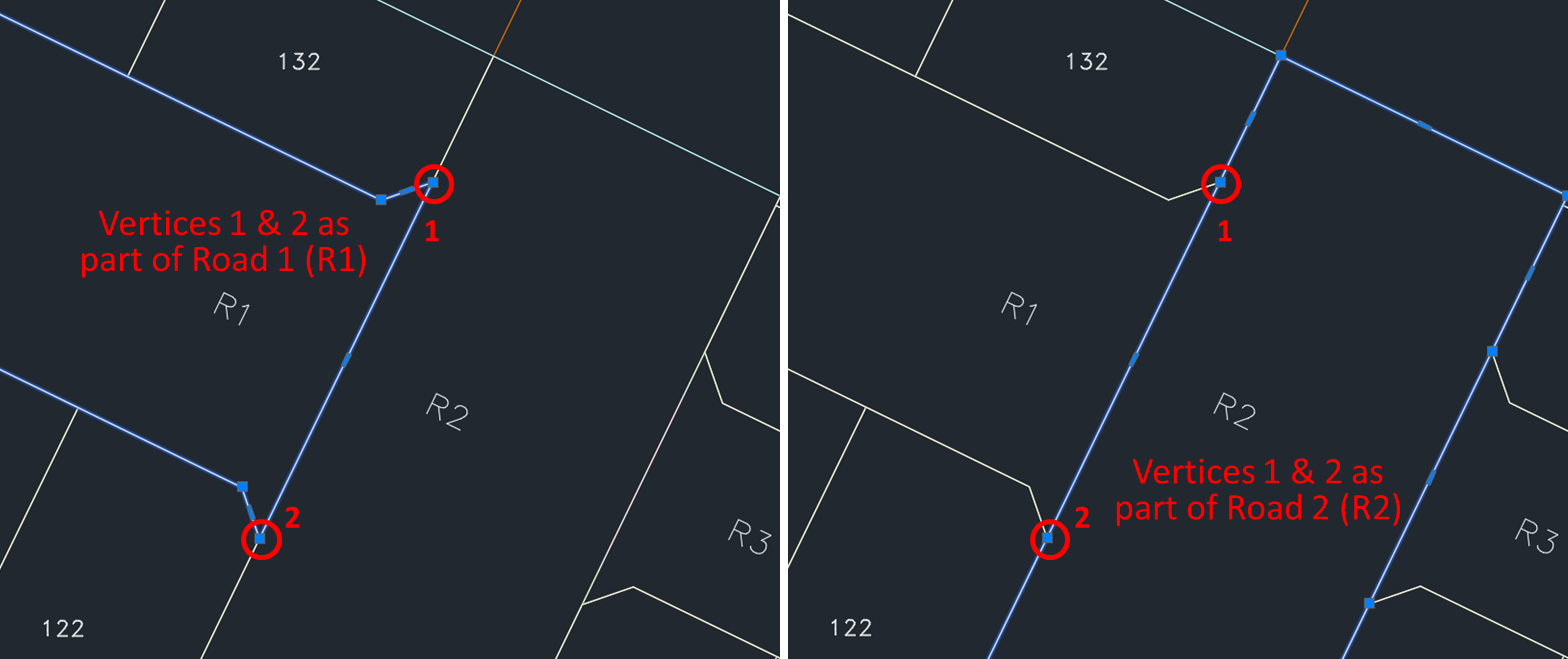 132
1
Vertices 1 & 2 as
part of Road 1 (R1)
R1
R2
2
R3
122
132
1
R1
R2
Vertices 1 & 2 as
part of Road 2 (R2)
2
R3
122